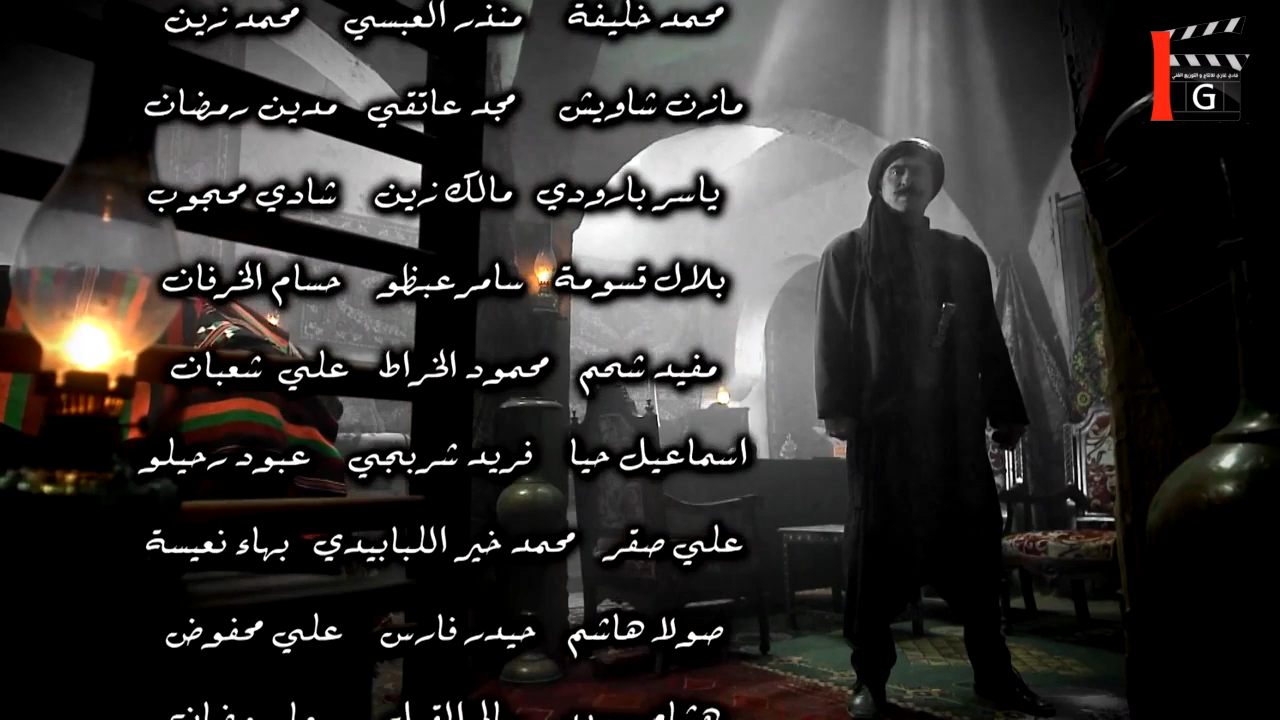 محمد خليفة منذر العبسي محمد زين
مازن شاويش مجد عاتقي مدين رمضان
ياسر بارودي مالك زين شادي محجوب
بلال قسومة سامر عبظو حسام الخرفان
مفيد شحم محمود الخراط علي شعبان
اسماعيل حيا فريد شربجي عبود رحيلو
علي صقر محمد خير اللبابيدي بهاء نعيسة
صولا هاشم حيدر فارس علي محفوض
G